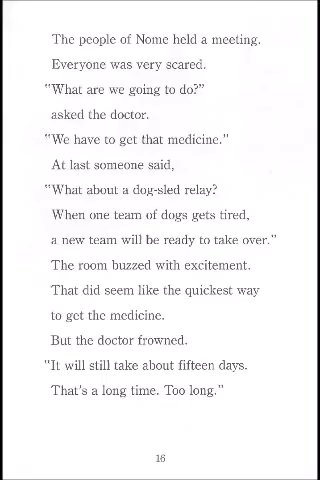 The people of Nome held a meeting.
Everyone was very scared.
"What are we going to do?"
asked the doctor.
"We have to get that medicine."
At last someone said,
"What about a dog-sled relay?
When one team of dogs gets tired,
a new team will be ready to take over."
The room buzzed with excitement.
That did seem like the quickest way
to get the medicine.
But the doctor frowned.
"It will still take about fifteen days.
That's a long time. Too long."
16